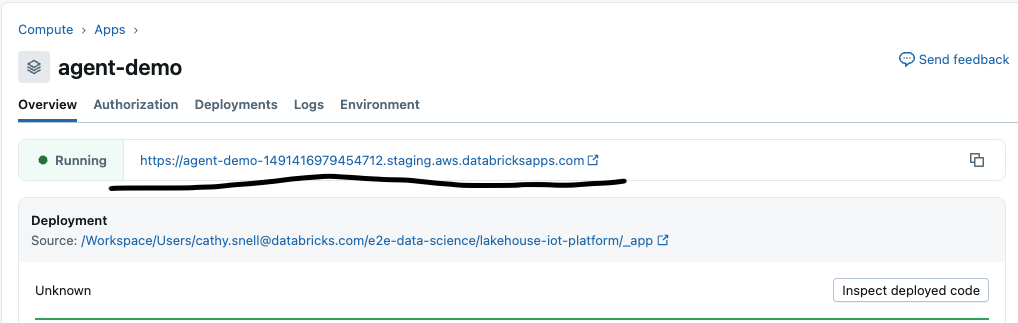 Compute › Apps ›
agent-demo
Send feedback
Overview Authorization Deployments Logs Environment
Running https://agent-demo-1491416979454712.staging.aws.databricksapps.com
Deployment
Source: /Workspace/Users/cathy.snell@databricks.com/e2e-data-science/lakehouse-iot-platform/_app
Unknown Inspect deployed code